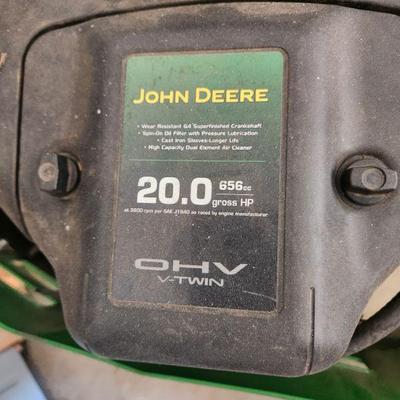 JOHN DEERE
• Wear Resistant G4 Superfinished Crankshaft
• Spin-On Oil Filter with Pressure Lubrication
• Cast Iron Sleeves-Longer Life
• High Capacity Dual Element Air Cleaner
20.0 656cc
gross HP
at 3600 rpm per SAE J1940 as rated by engine manufacturer
OHV
V-TWIN